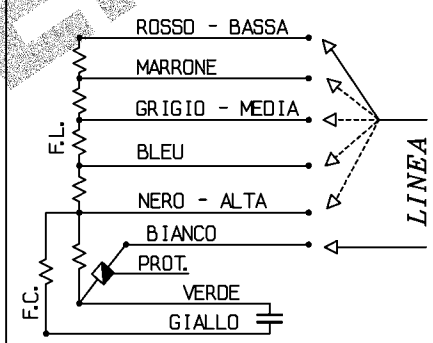 ROSSO - BASSA
MARRONE
GRIGIO - MEDIA
F.L.
BLEU
LINEA
NERO - ALTA
BIANCO
PROT.
F.C.
VERDE
GIALLO